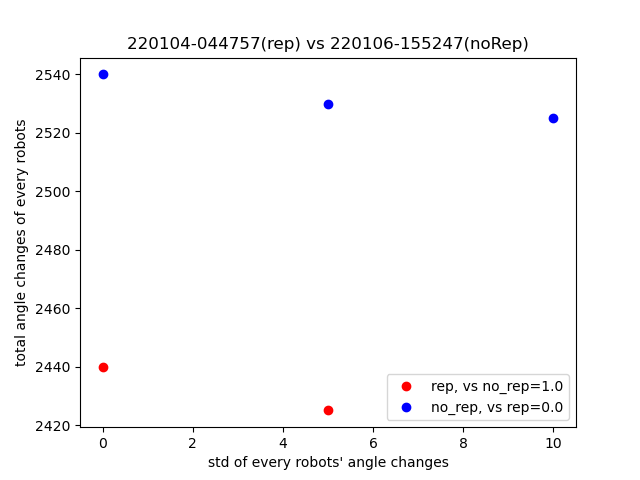 220104-044757(rep) vs 220106-155247(noRep)
total angle changes of every robots
2540
2520
2500
2480
2460
2440
2420
0 2 4 6 8 10
std of every robots' angle changes
rep, vs no_rep=1.0
no_rep, vs rep=0.0